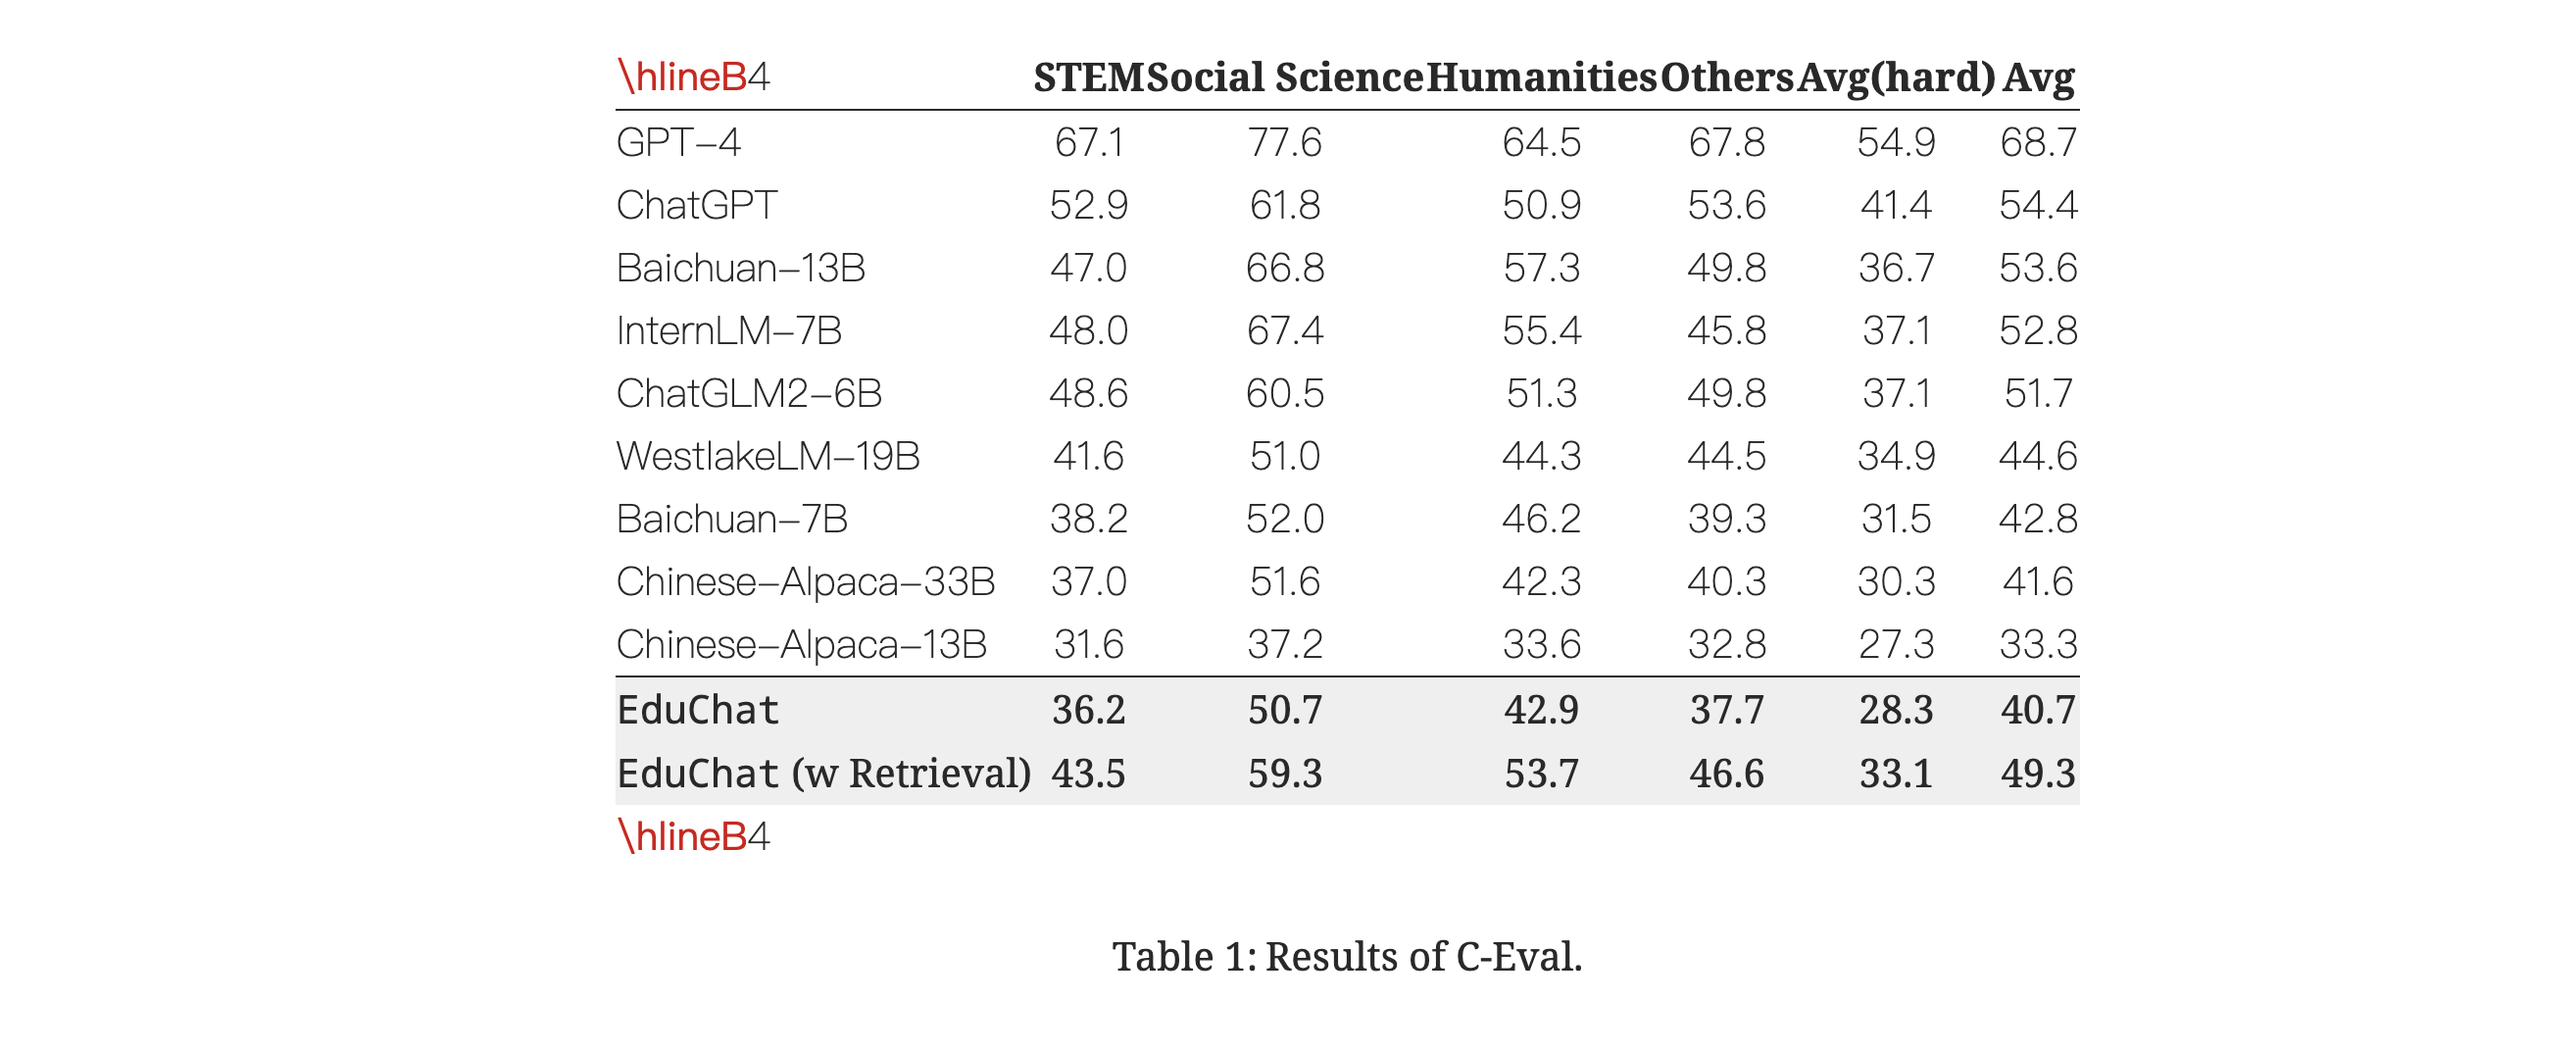 \hlineB4 STEM Social Science Humanities Others Avg(hard) Avg
GPT-4 67.1 77.6 64.5 67.8 54.9 68.7
ChatGPT 52.9 61.8 50.9 53.6 41.4 54.4
Baichuan-13B 47.0 66.8 57.3 49.8 36.7 53.6
InternLM-7B 48.0 67.4 55.4 45.8 37.1 52.8
ChatGLM2-6B 48.6 60.5 51.3 49.8 37.1 51.7
WestlakeLM-19B 41.6 51.0 44.3 44.5 34.9 44.6
Baichuan-7B 38.2 52.0 46.2 39.3 31.5 42.8
Chinese-Alpaca-33B 37.0 51.6 42.3 40.3 30.3 41.6
Chinese-Alpaca-13B 31.6 37.2 33.6 32.8 27.3 33.3
EduChat 36.2 50.7 42.9 37.7 28.3 40.7
EduChat (w Retrieval) 43.5 59.3 53.7 46.6 33.1 49.3
\hlineB4
Table 1: Results of C-Eval.